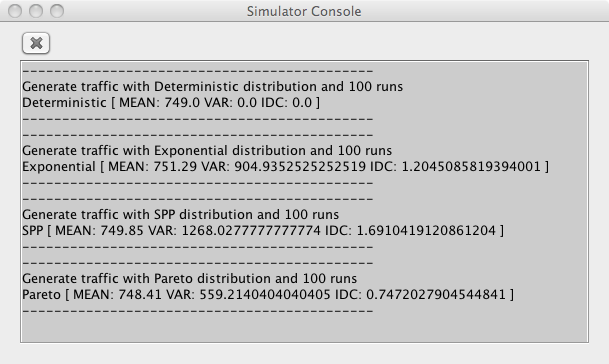 Simulator Console
--------------------------------------------
Generate traffic with Deterministic distribution and 100 runs
Deterministic [ MEAN: 749.0 VAR: 0.0 IDC: 0.0 ]
--------------------------------------------
--------------------------------------------
Generate traffic with Exponential distribution and 100 runs
Exponential [ MEAN: 751.29 VAR: 904.9352525252519 IDC: 1.2045085819394001 ]
--------------------------------------------
--------------------------------------------
Generate traffic with SPP distribution and 100 runs
SPP [ MEAN: 749.85 VAR: 1268.0277777777774 IDC: 1.6910419120861204 ]
--------------------------------------------
--------------------------------------------
Generate traffic with Pareto distribution and 100 runs
Pareto [ MEAN: 748.41 VAR: 559.2140404040405 IDC: 0.7472027904544841 ]
--------------------------------------------